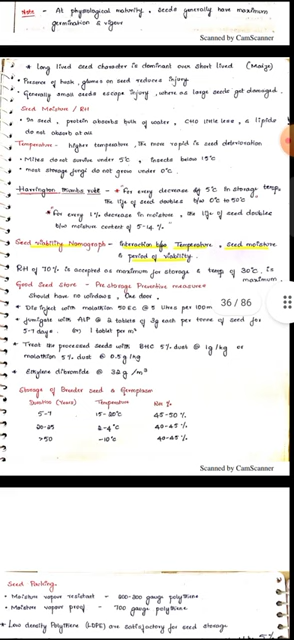 Note - At physiological maturity, seeds generally have maximum
germination & vigour
Scanned by CamScanner
* Long lived seed character is dominant over short lived (Maize)
• Presence of husk, glumes on seed reduces injury
• Generally small seeds escape injury, where as large seeds get damaged.
Seed Moisture / RH
• In seed, protein absorbs bulk of water, CHO little less, & lipids
do not absorb at all
Temperature - higher temperature, the more rapid is seed deterioration
• Mites do not survive under 5°C, Insects below 15°C
• most storage fungi do not grow under 0°C.
Harrington thumbs rule - * For every decrease of 5°C in storage temp,
the life of seed doubles b/w 0°C to 50°C
* For every 1% decrease in moisture, the life of seed doubles
b/w moisture content of 5-14%
Seed viability Nomograph - Interaction b/w Temperature, seed moisture
& period of viability.
RH of 70% is accepted as maximum for storage & temp of 30°C, is
maximum
Good Seed Store - Pre Storage Preventive measures
Should have no windows, One door.
36 / 86
• Disinfect with malathion 50 EC @ 5 litres per 100m
• fumigate with ALP @ 2 tablets of 3g each per tonne of seed for
5-7 days. (or) 1 tablet per m³
* Treat the processed seeds with BHC 5% dust @ 1g/kg or
malathion 5% dust @ 0.5g/kg
* Ethylene dibromide @ 32g/m³
Storage of Breeder seed & Germplasm
Duration (Years) Temperature RH %
5-7 15-20°C 45-50%
20-25 2-4°C 40-45%
>50 -10°C 40-45%
Scanned by CamScanner
Seed Packing.
• Moisture vapour resistant - 200-300 gauge polythene
• Moisture vapour proof - 700 gauge polythene
* Low density Polythene (LDPE) are satisfactory for seed storage